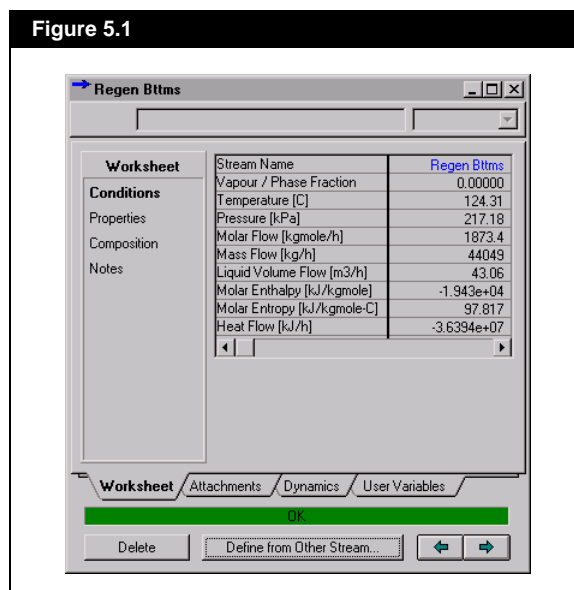 Figure 5.1
Regen Bttms
Worksheet
Conditions
Properties
Composition
Notes
Stream Name Regen Bttms
Vapour / Phase Fraction 0.00000
Temperature [C] 124.31
Pressure [kPa] 217.18
Molar Flow [kgmole/h] 1873.4
Mass Flow [kg/h] 44049
Liquid Volume Flow [m3/h] 43.06
Molar Enthalpy [kJ/kgmole] -1.943e+04
Molar Entropy [kJ/kgmole-C] 97.817
Heat Flow [kJ/h] -3.6394e+07
Worksheet Attachments Dynamics User Variables
OK
Delete Define from Other Stream...